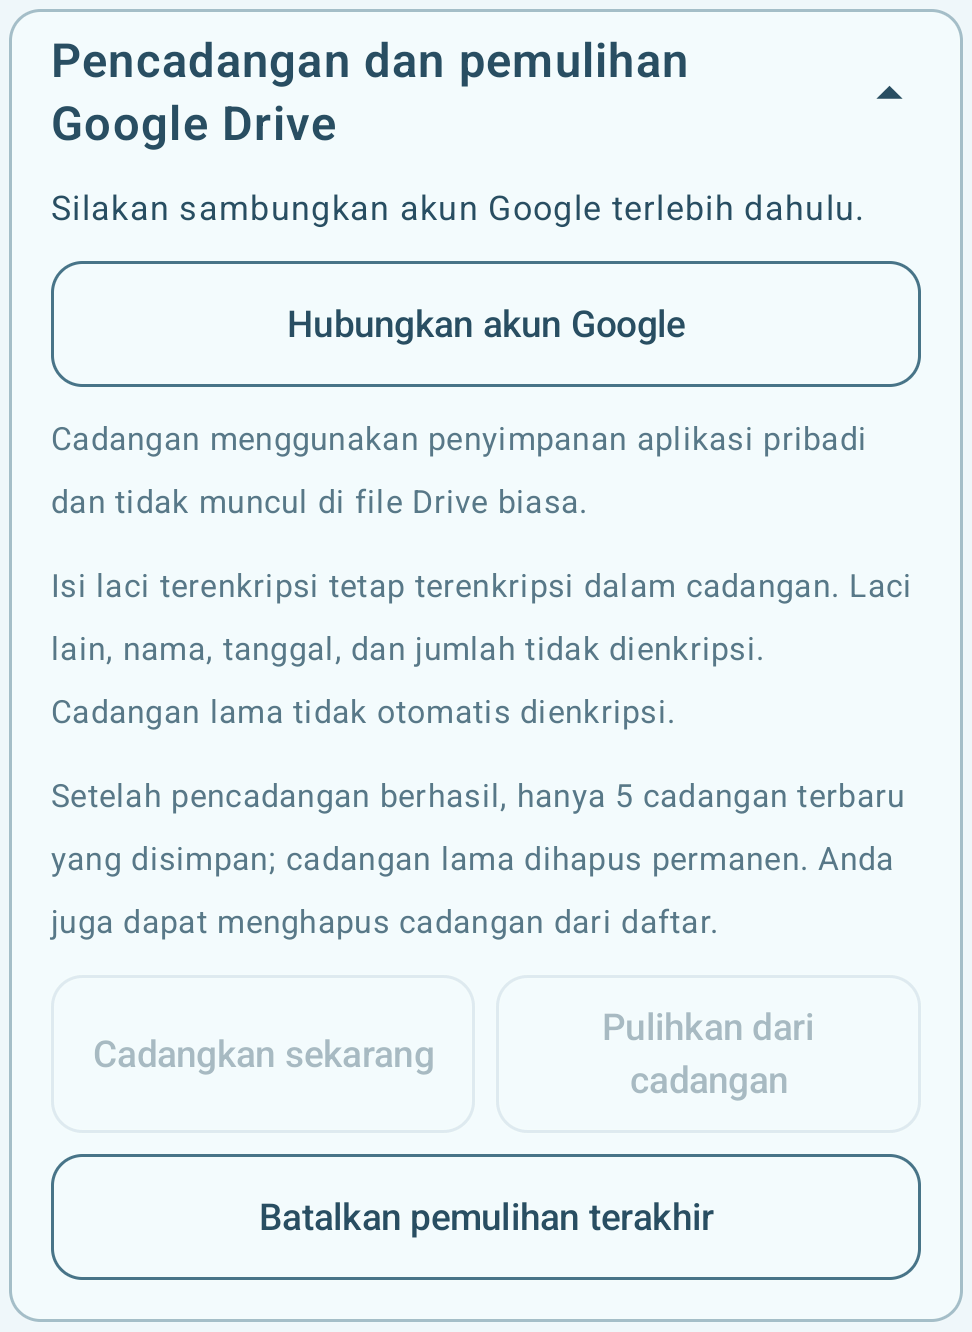 Pencadangan dan pemulihan
Google Drive
Silakan sambungkan akun Google terlebih dahulu.
Hubungkan akun Google
Cadangan menggunakan penyimpanan aplikasi pribadi
dan tidak muncul di file Drive biasa.
Isi laci terenkripsi tetap terenkripsi dalam cadangan. Laci
lain, nama, tanggal, dan jumlah tidak dienkripsi.
Cadangan lama tidak otomatis dienkripsi.
Setelah pencadangan berhasil, hanya 5 cadangan terbaru
yang disimpan; cadangan lama dihapus permanen. Anda
juga dapat menghapus cadangan dari daftar.
Cadangkan sekarang
Pulihkan dari
cadangan
Batalkan pemulihan terakhir